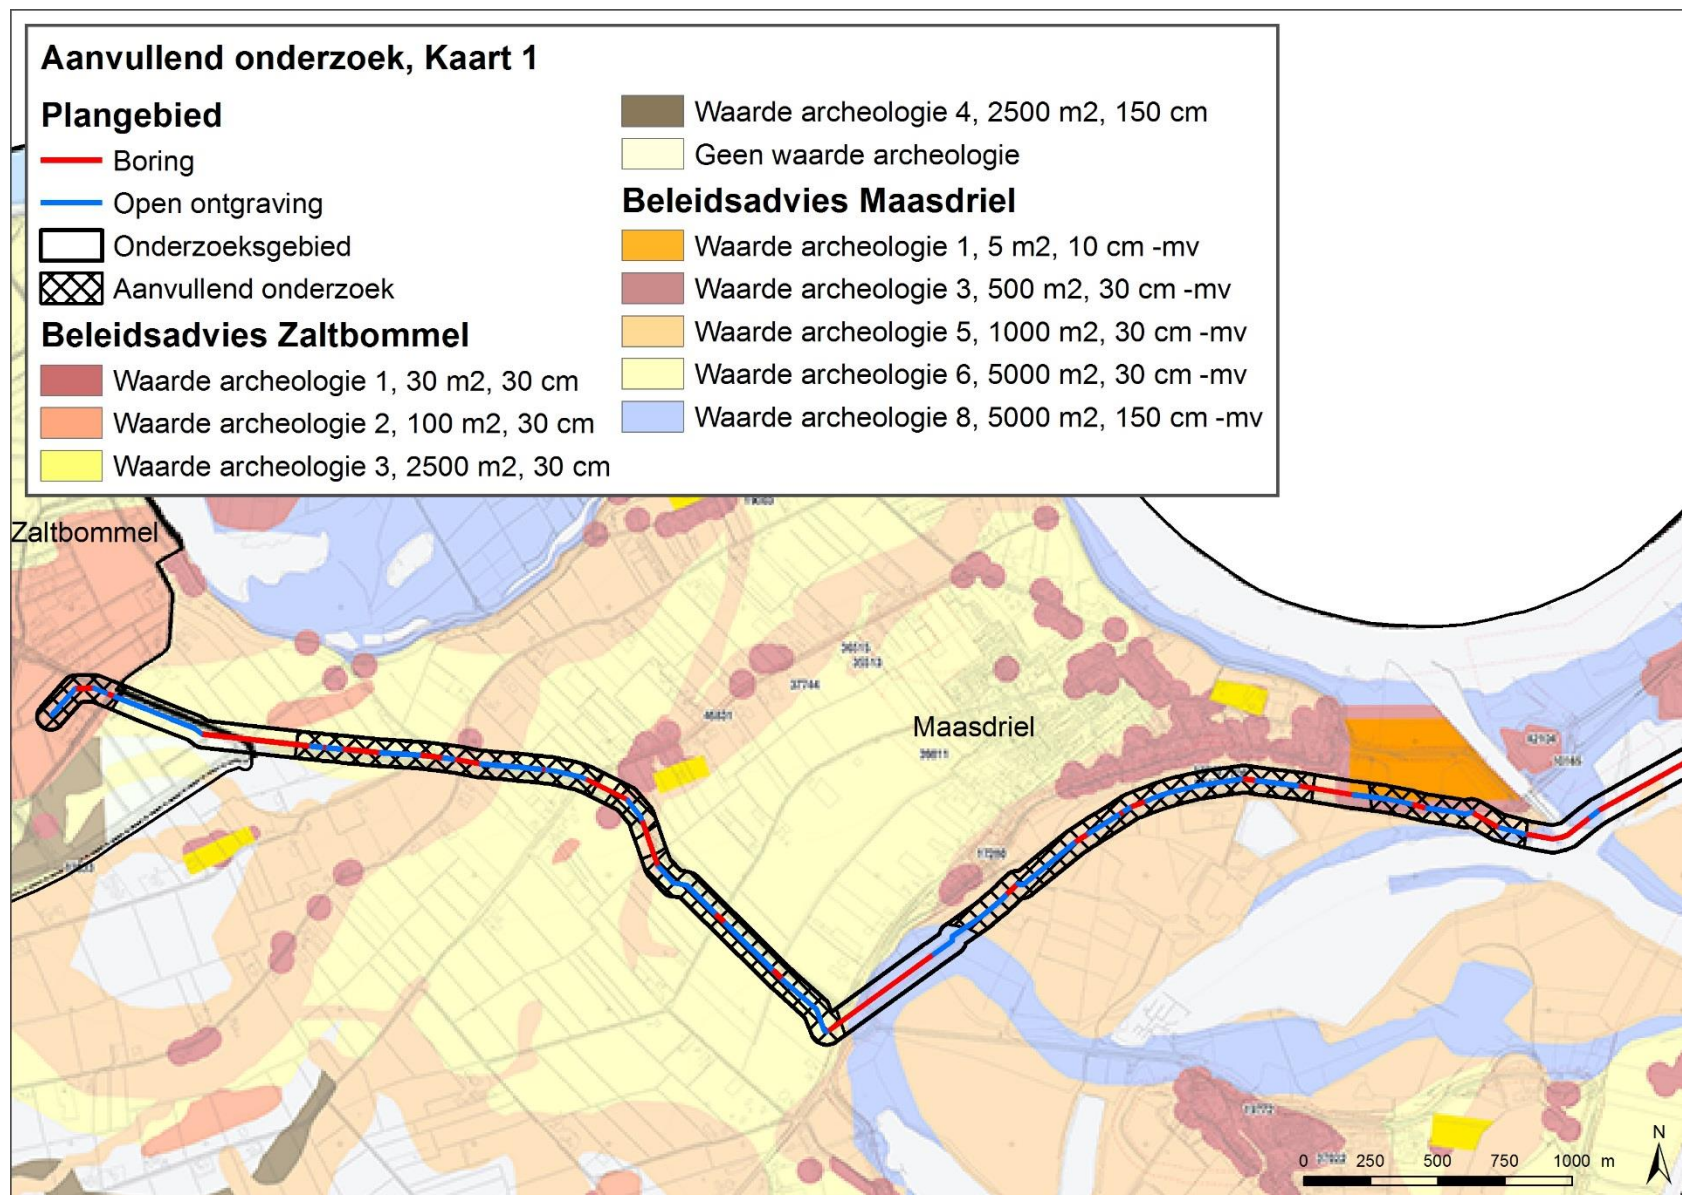 Aanvullend onderzoek, Kaart 1
Plangebied
Boring
Open ontgraving
Onderzoeksgebied
Aanvullend onderzoek
Beleidsadvies Zaltbommel
Waarde archeologie 1, 30 m2, 30 cm
Waarde archeologie 2, 100 m2, 30 cm
Waarde archeologie 3, 2500 m2, 30 cm
Waarde archeologie 4, 2500 m2, 150 cm
Geen waarde archeologie
Beleidsadvies Maasdriel
Waarde archeologie 1, 5 m2, 10 cm -mv
Waarde archeologie 3, 500 m2, 30 cm -mv
Waarde archeologie 5, 1000 m2, 30 cm -mv
Waarde archeologie 6, 5000 m2, 30 cm -mv
Waarde archeologie 8, 5000 m2, 150 cm -mv
Zaltbommel
37744
Maasdriel
N
0 250 500 750 1000 m